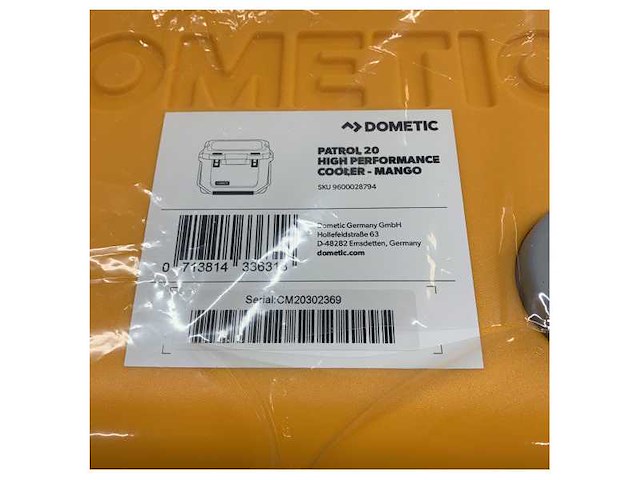 DOMETIC
DOMETIC
PATROL 20
HIGH PERFORMANCE
COOLER - MANGO
SKU 9600028794
Dometic Germany GmbH
Hollefeldstraße 63
D-48282 Emsdetten, Germany
dometic.com
0 713814 336313
Serial:CM20302369